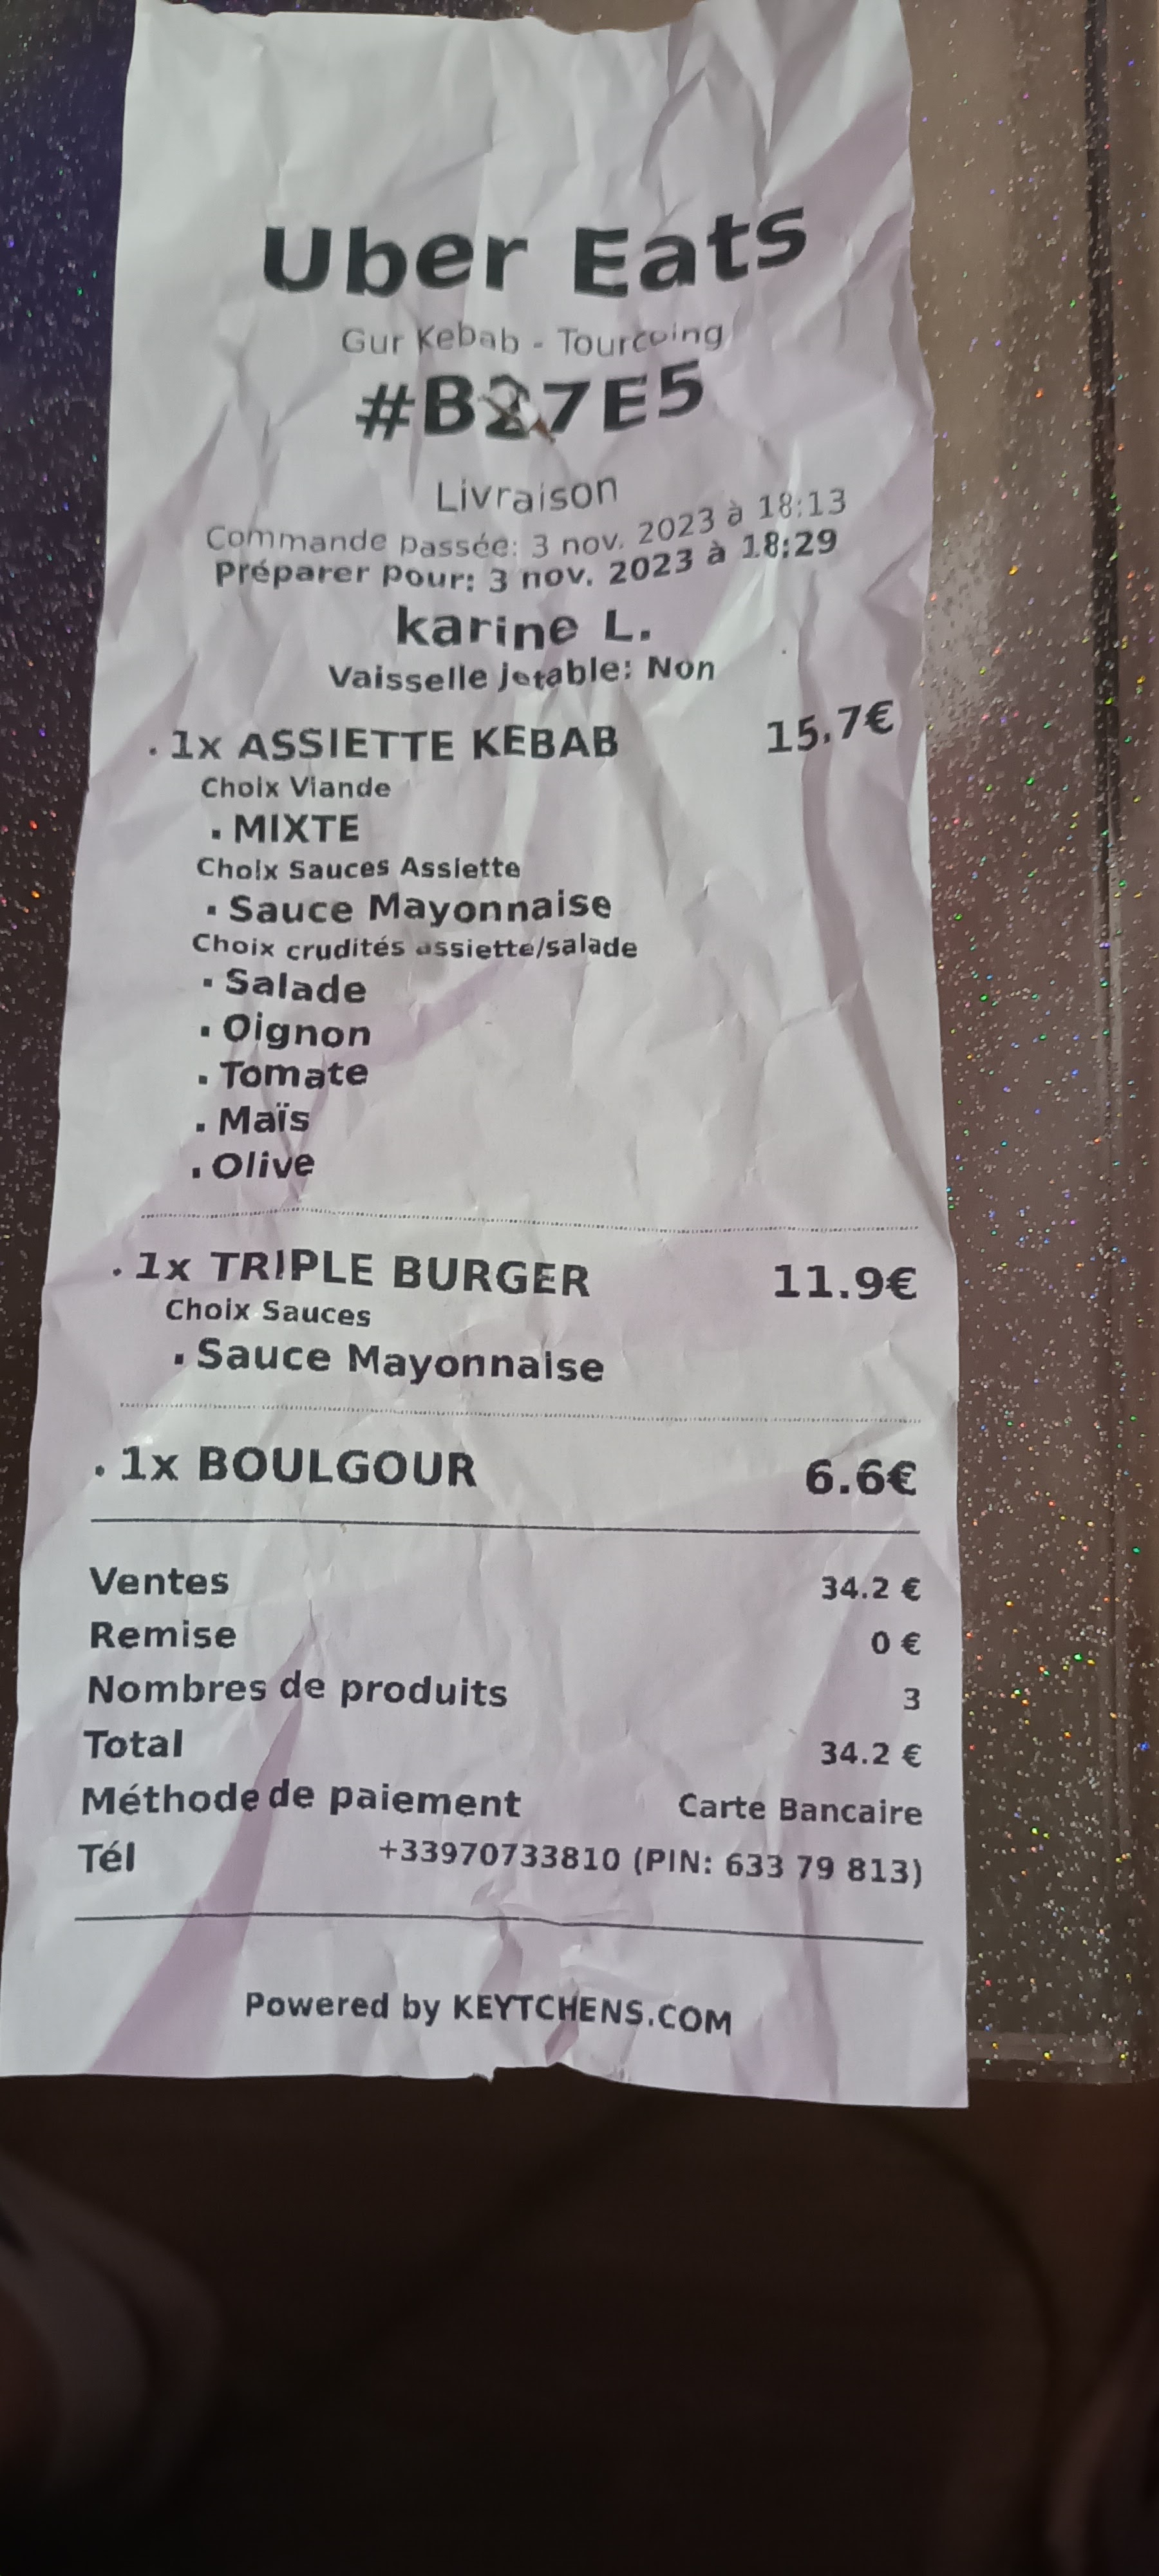 Uber Eats
Gur Kebab - Tourcoing
Livraison
Commande passée: 3 nov. 2023 à 18:13
Préparer pour: 3 nov. 2023 à 18:29
karine L.
Vaisselle jetable: Non
. 1x ASSIETTE KEBAB 15.7€
Choix Viande
▪ MIXTE
Choix Sauces Assiette
▪ Sauce Mayonnaise
Choix crudités assiette/salade
▪ Salade
▪ Oignon
▪ Tomate
▪ Maïs
▪ Olive
. 1x TRIPLE BURGER 11.9€
Choix Sauces
▪ Sauce Mayonnaise
. 1x BOULGOUR 6.6€
Ventes 34.2 €
Remise 0 €
Nombres de produits 3
Total 34.2 €
Méthode de paiement Carte Bancaire
Tél +33970733810 (PIN: 633 79 813)
Powered by KEYTCHENS.COM